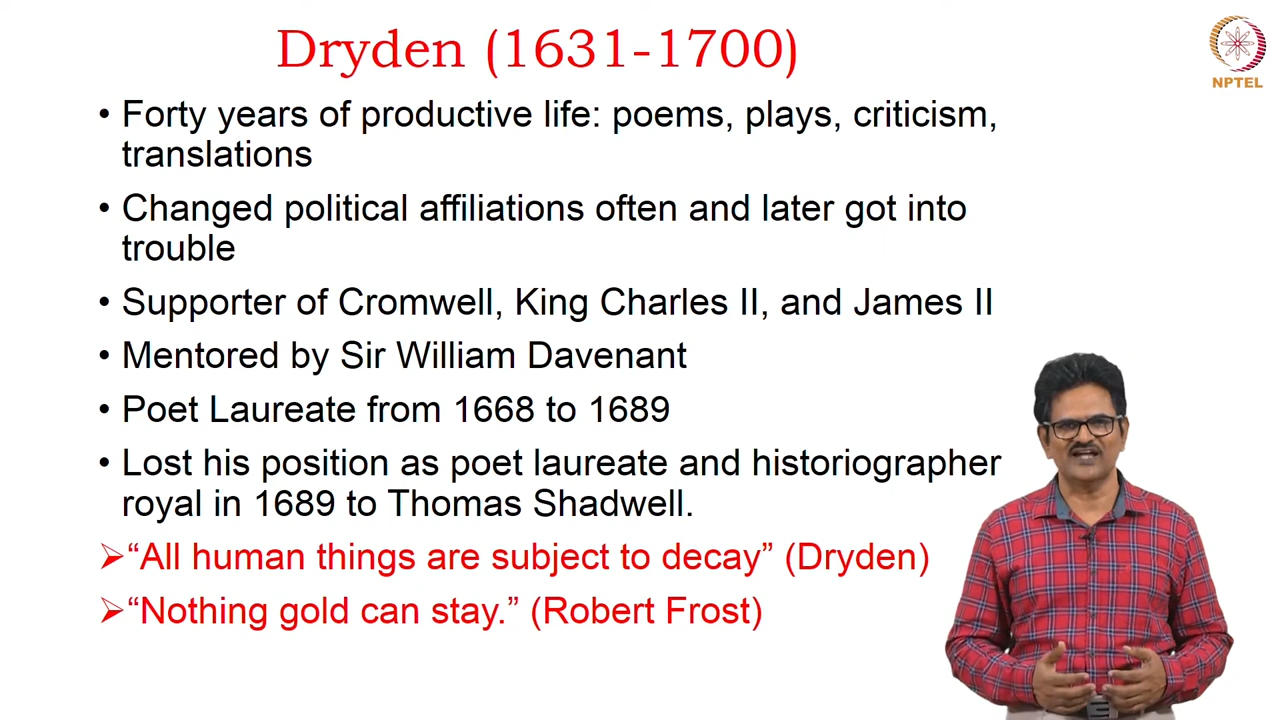 Dryden (1631-1700)
NPTEL
• Forty years of productive life: poems, plays, criticism,
translations
• Changed political affiliations often and later got into
trouble
• Supporter of Cromwell, King Charles II, and James II
• Mentored by Sir William Davenant
• Poet Laureate from 1668 to 1689
• Lost his position as poet laureate and historiographer
royal in 1689 to Thomas Shadwell.
➢“All human things are subject to decay” (Dryden)
➢“Nothing gold can stay.” (Robert Frost)